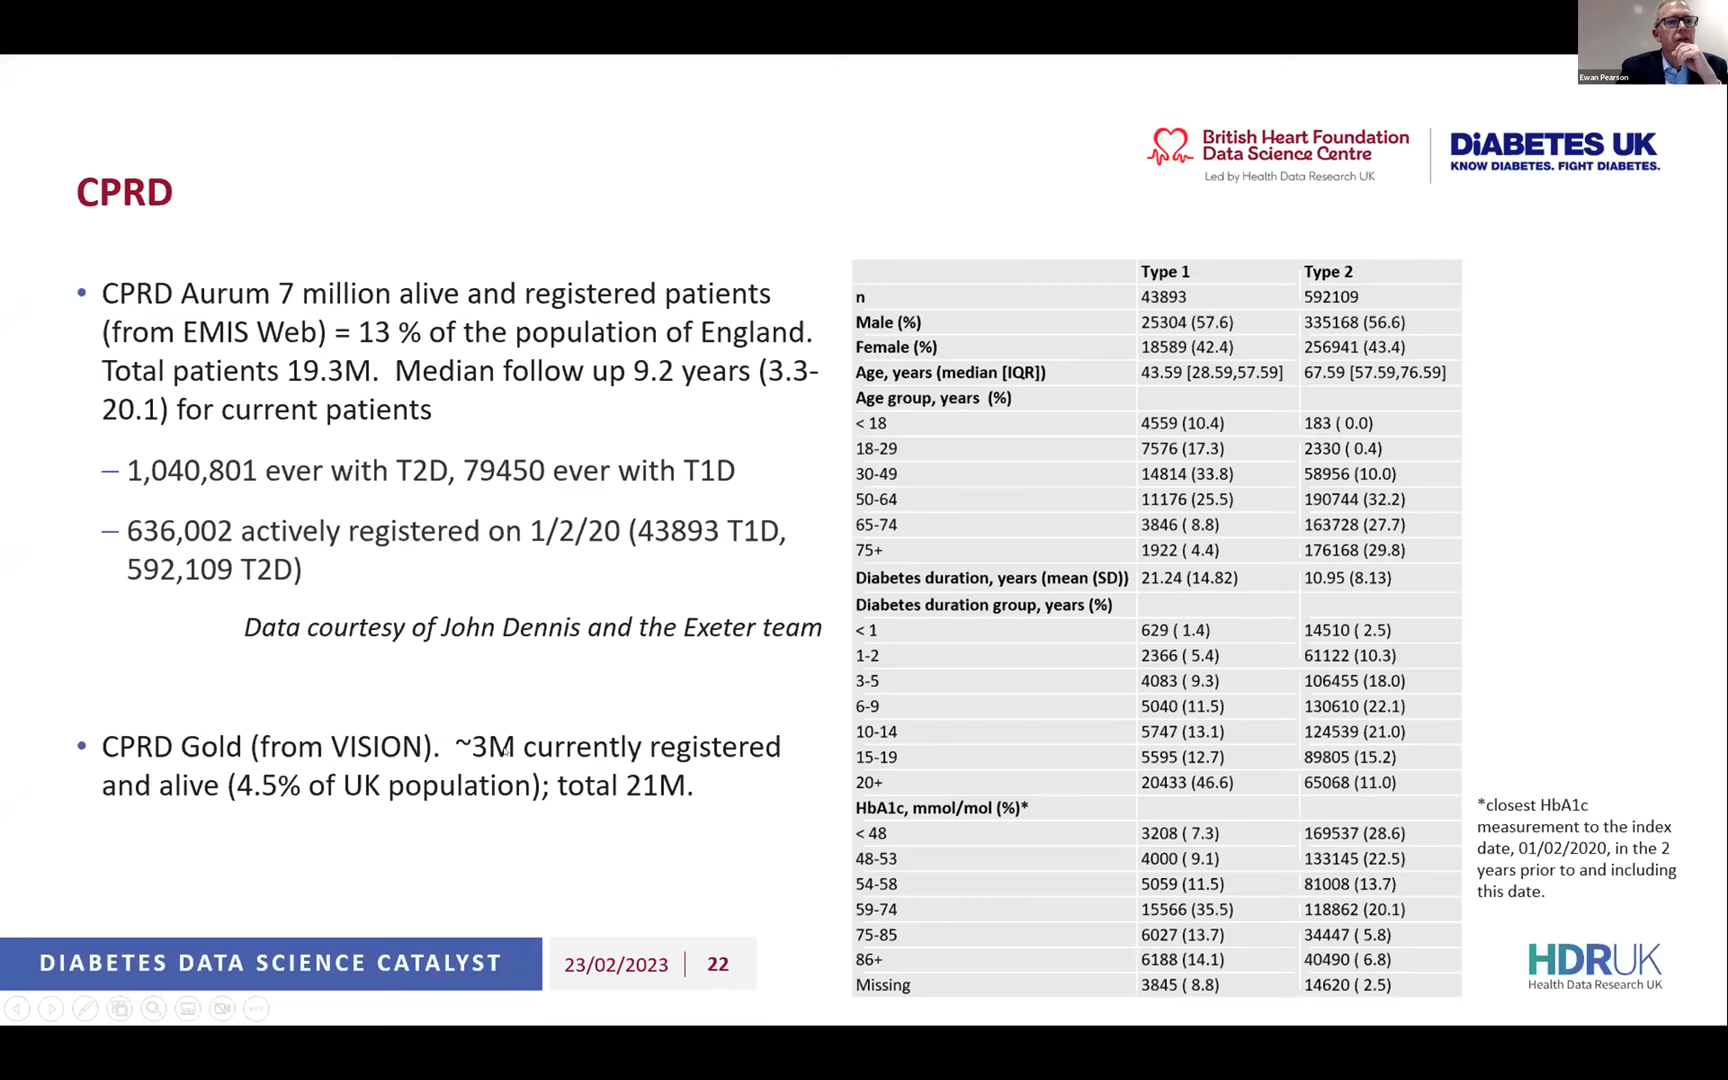 Ewan Pearson
British Heart Foundation
Data Science Centre
Led by Health Data Research UK
DiABETES UK
KNOW DIABETES. FIGHT DIABETES.
CPRD
• CPRD Aurum 7 million alive and registered patients
(from EMIS Web) = 13 % of the population of England.
Total patients 19.3M.  Median follow up 9.2 years (3.3-
20.1) for current patients
– 1,040,801 ever with T2D, 79450 ever with T1D
– 636,002 actively registered on 1/2/20 (43893 T1D,
592,109 T2D)
Data courtesy of John Dennis and the Exeter team
• CPRD Gold (from VISION).  ~3M currently registered
and alive (4.5% of UK population); total 21M.
Type 1 Type 2
n 43893 592109
Male (%) 25304 (57.6) 335168 (56.6)
Female (%) 18589 (42.4) 256941 (43.4)
Age, years (median [IQR]) 43.59 [28.59,57.59] 67.59 [57.59,76.59]
Age group, years  (%)
< 18 4559 (10.4) 183 ( 0.0)
18-29 7576 (17.3) 2330 ( 0.4)
30-49 14814 (33.8) 58956 (10.0)
50-64 11176 (25.5) 190744 (32.2)
65-74 3846 ( 8.8) 163728 (27.7)
75+ 1922 ( 4.4) 176168 (29.8)
Diabetes duration, years (mean (SD)) 21.24 (14.82) 10.95 (8.13)
Diabetes duration group, years (%)
< 1 629 ( 1.4) 14510 ( 2.5)
1-2 2366 ( 5.4) 61122 (10.3)
3-5 4083 ( 9.3) 106455 (18.0)
6-9 5040 (11.5) 130610 (22.1)
10-14 5747 (13.1) 124539 (21.0)
15-19 5595 (12.7) 89805 (15.2)
20+ 20433 (46.6) 65068 (11.0)
HbA1c, mmol/mol (%)*
< 48 3208 ( 7.3) 169537 (28.6)
48-53 4000 ( 9.1) 133145 (22.5)
54-58 5059 (11.5) 81008 (13.7)
59-74 15566 (35.5) 118862 (20.1)
75-85 6027 (13.7) 34447 ( 5.8)
86+ 6188 (14.1) 40490 ( 6.8)
Missing 3845 ( 8.8) 14620 ( 2.5)
*closest HbA1c
measurement to the index
date, 01/02/2020, in the 2
years prior to and including
this date.
DIABETES DATA SCIENCE CATALYST
23/02/2023 | 22
HDRUK
Health Data Research UK